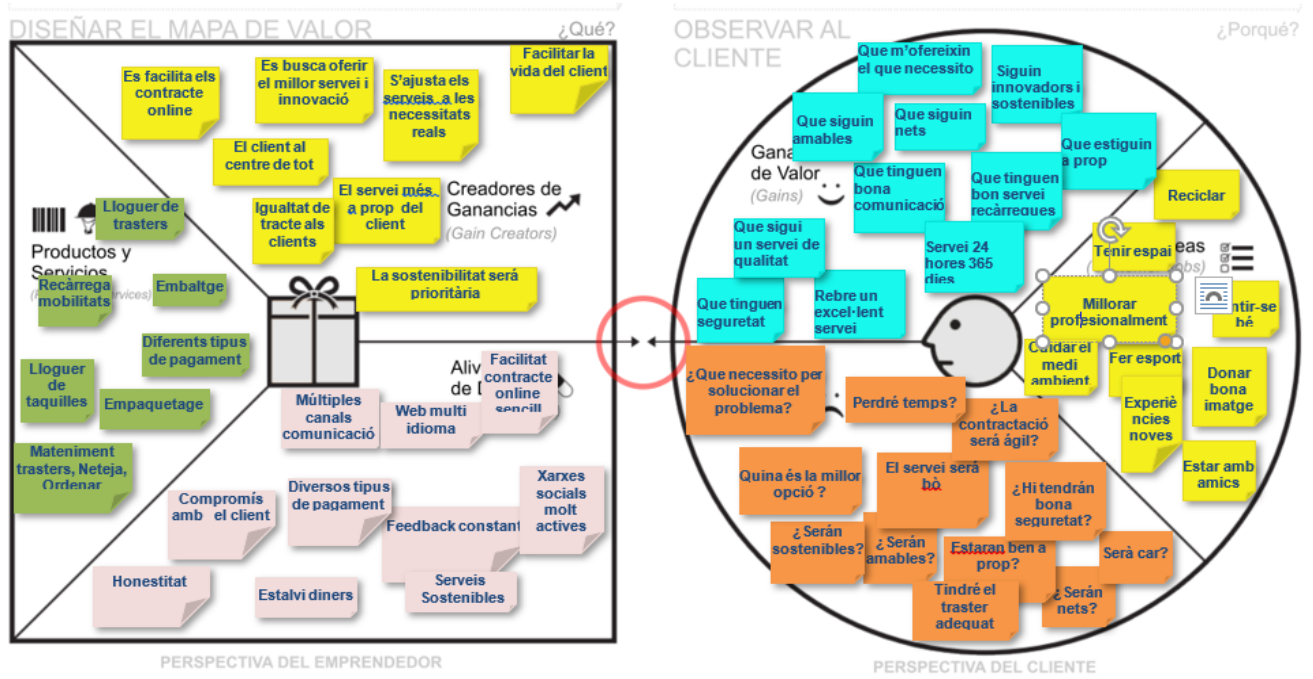 DISEÑAR EL MAPA DE VALOR
¿Qué?
Es facilita els
contracte
online
Es busca oferir
el millor servei i
innovació
S'ajusta els
serveis a les
necessitats
reals
Facilitar la
vida del client
El client al
centre de tot
Igualtat de
tracte als
clients
El servei més
a prop del
client
Creadores de
Ganancias
(Gain Creators)
La sostenibilitat serà
prioritària
Lloguer de
trasters
Productos y
Servicios
Recàrrega
mobilitats
Embaltge
Diferents tipus
de pagament
Lloguer
de
taquilles
Empaquetage
Mateniment
trasters, Neteja,
Ordenar
Múltiples
canals
comunicació
Web multi
idioma
Facilitat
contracte
online
sencill
Compromís
amb el client
Diversos tipus
de pagament
Feedback constant
Xarxes
socials
molt
actives
Honestitat
Estalvi diners
Serveis
Sostenibles
PERSPECTIVA DEL EMPRENDEDOR
OBSERVAR AL
CLIENTE
¿Porqué?
Que m'ofereixin
el que necessito
Siguin
innovadors i
sostenibles
Que siguin
amables
Que siguin
nets
Que estiguin
a prop
de Valor
(Gains)
Que tinguen
bona
comunicació
Que tinguen
bon servei
recàrregues
Que sigui
un servei de
qualitat
Servei 24
hores 365
dies
Que tinguen
seguretat
Rebre un
excel·lent
servei
Reciclar
Tenir espai
Millorar
profesionalment
Cuidar el
medi
ambient
Fer esport
Donar
bona
imatge
Experiè
ncies
noves
Estar amb
amics
¿Que necessito per
solucionar el
problema?
Perdré temps?
¿La
contractació
serà àgil?
Quina és la millor
opció ?
El servei serà
bò
¿Hi tendrán
bona
seguretat?
¿Serán
sostenibles?
¿Serán
amables?
Estaran ben a
prop?
Serà car?
Tindré el
traster
adequat
¿Serán
nets?
PERSPECTIVA DEL CLIENTE